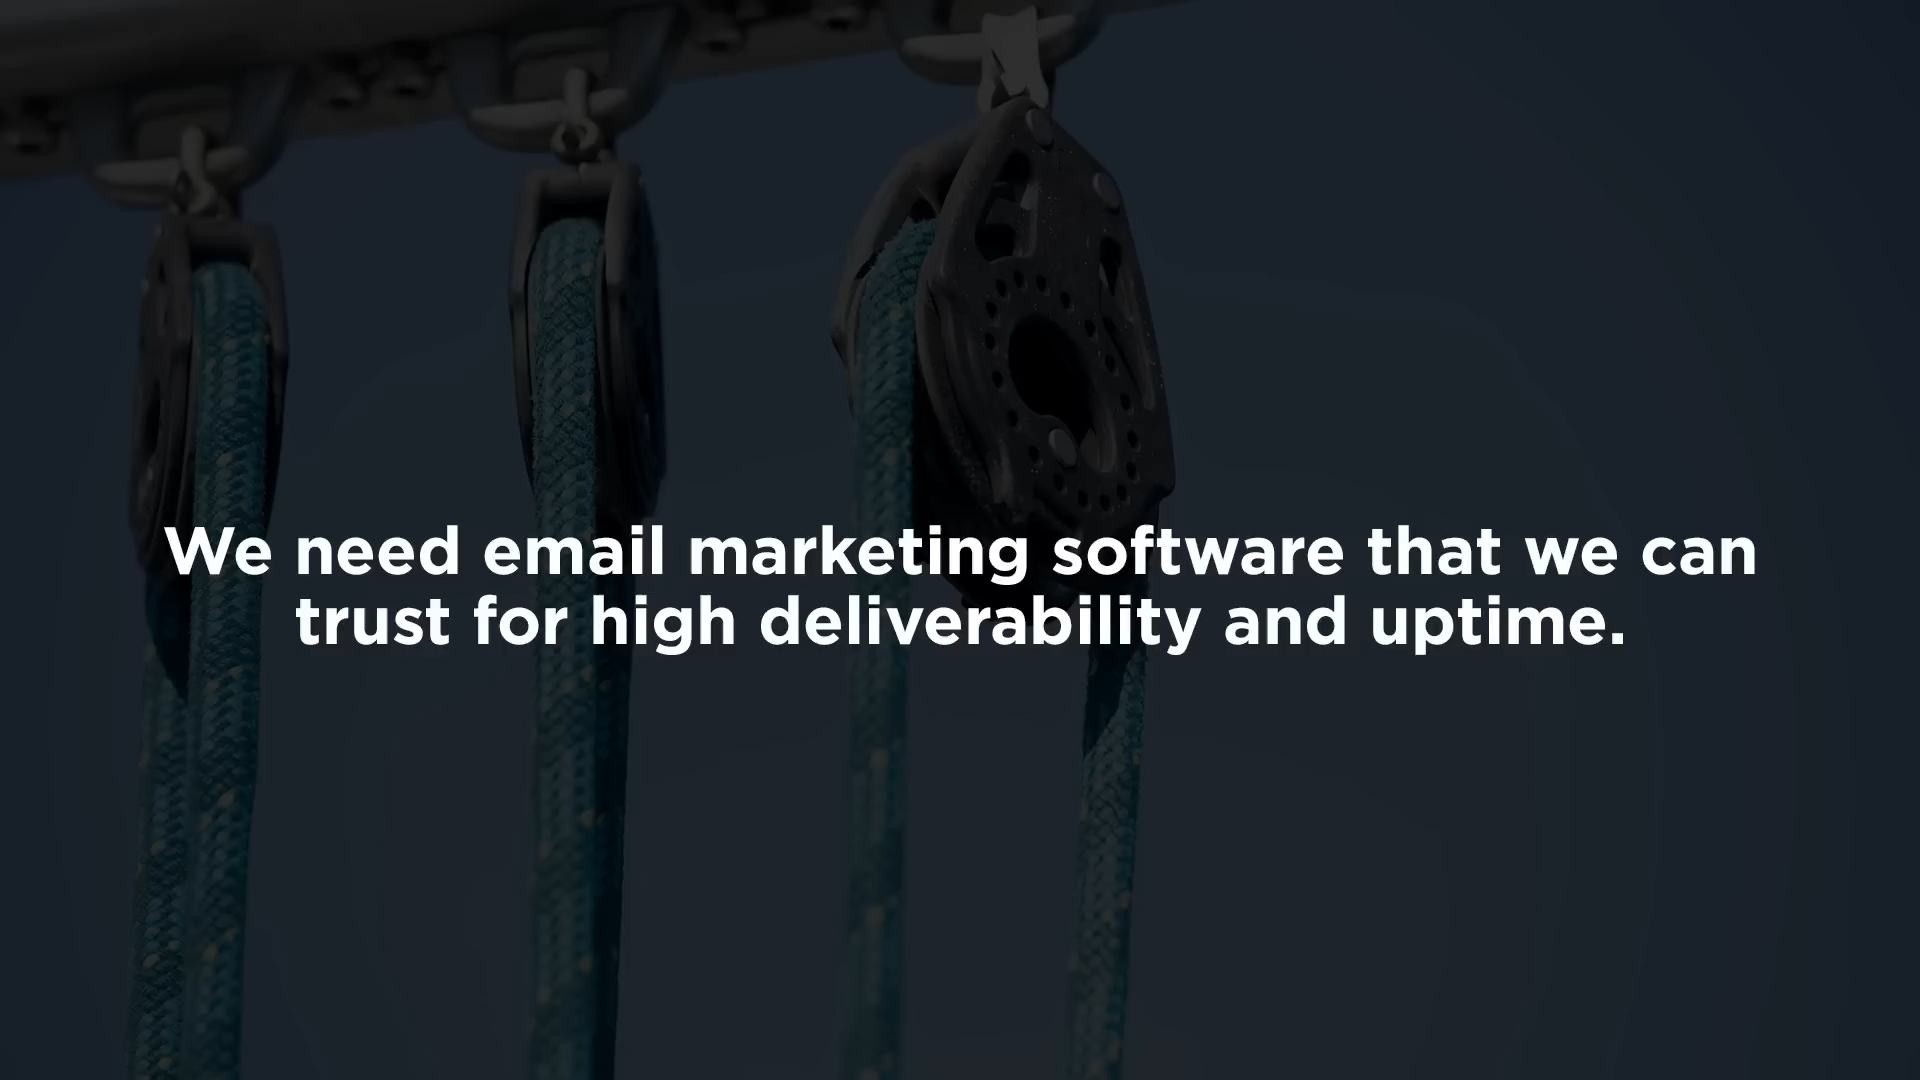 We need email marketing software that we can
trust for high deliverability and uptime.